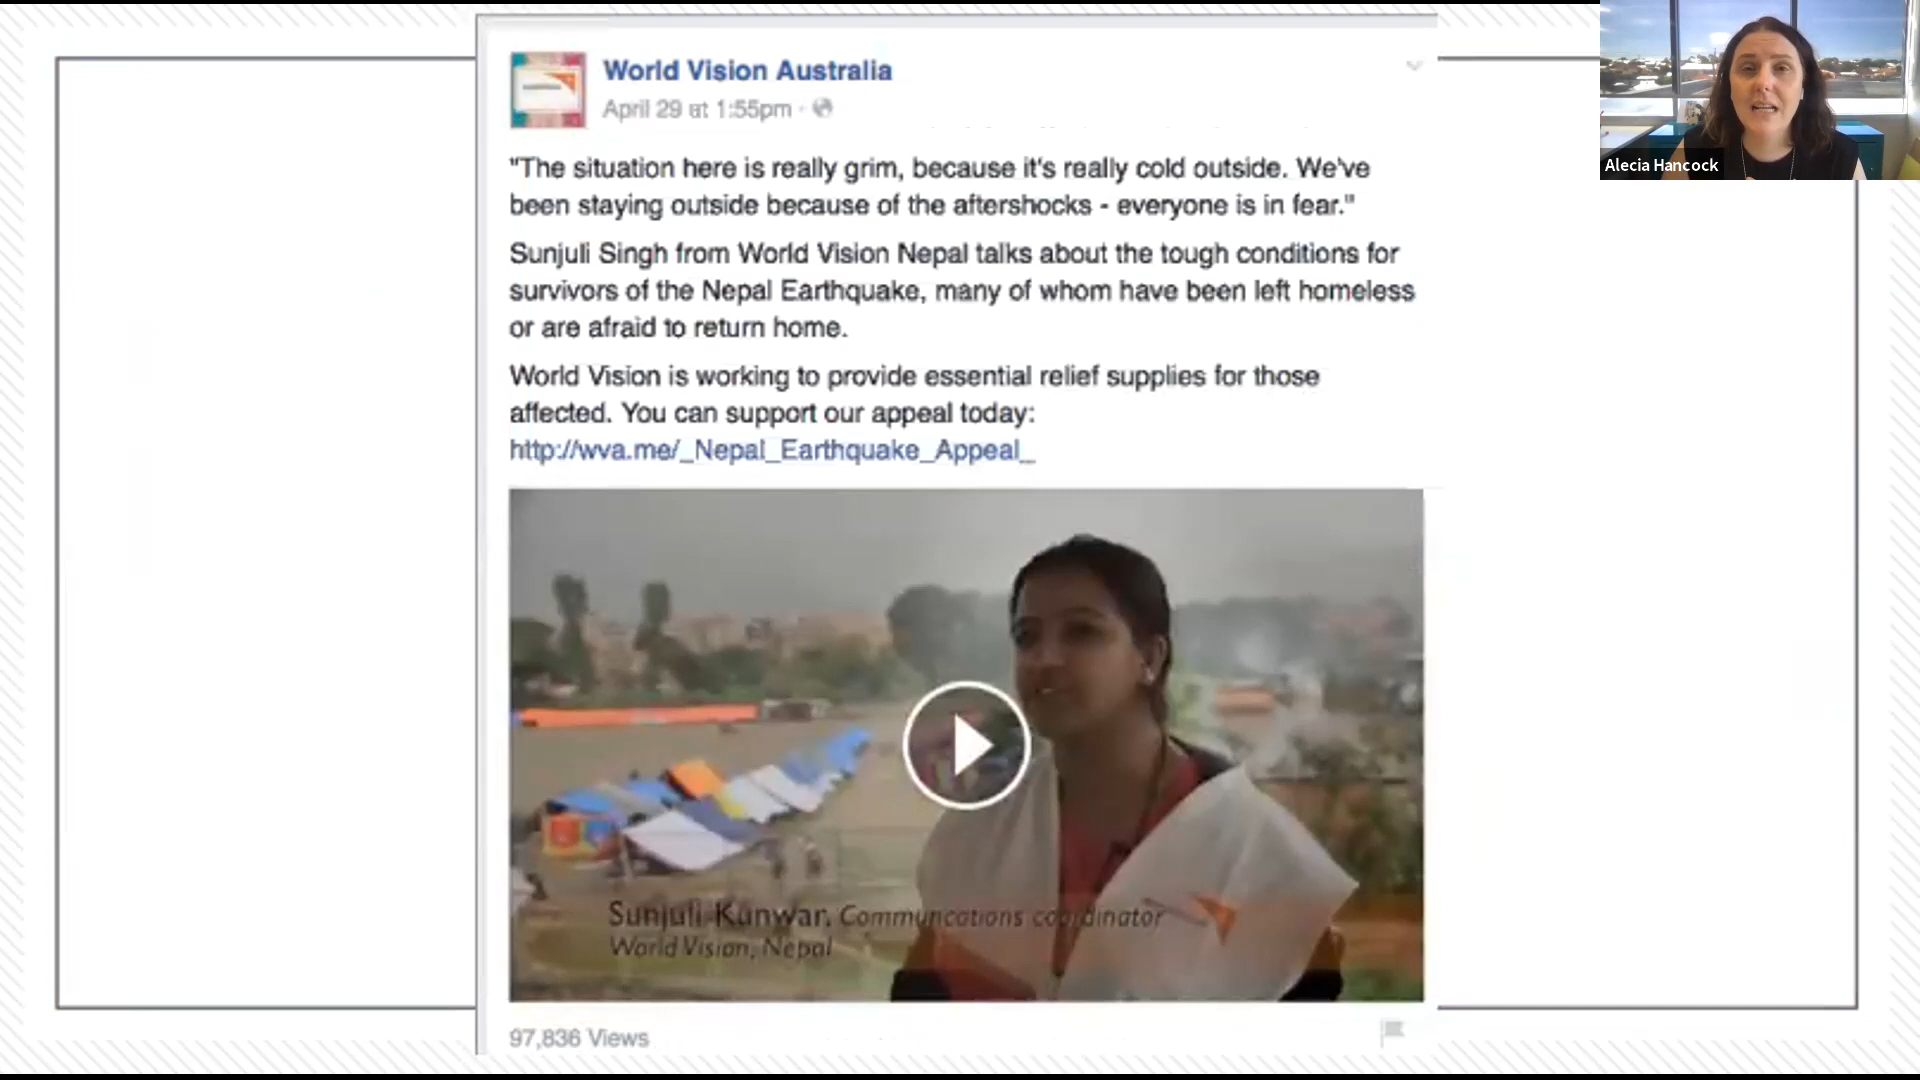 World Vision Australia
April 29 at 1:55pm ·
"The situation here is really grim, because it's really cold outside. We've
been staying outside because of the aftershocks - everyone is in fear."
Sunjuli Singh from World Vision Nepal talks about the tough conditions for
survivors of the Nepal Earthquake, many of whom have been left homeless
or are afraid to return home.
World Vision is working to provide essential relief supplies for those
affected. You can support our appeal today:
http://wva.me/_Nepal_Earthquake_Appeal_
Sunjuli Kunwar, Communcations coordinator
World Vision, Nepal
97,836 Views
Alecia Hancock